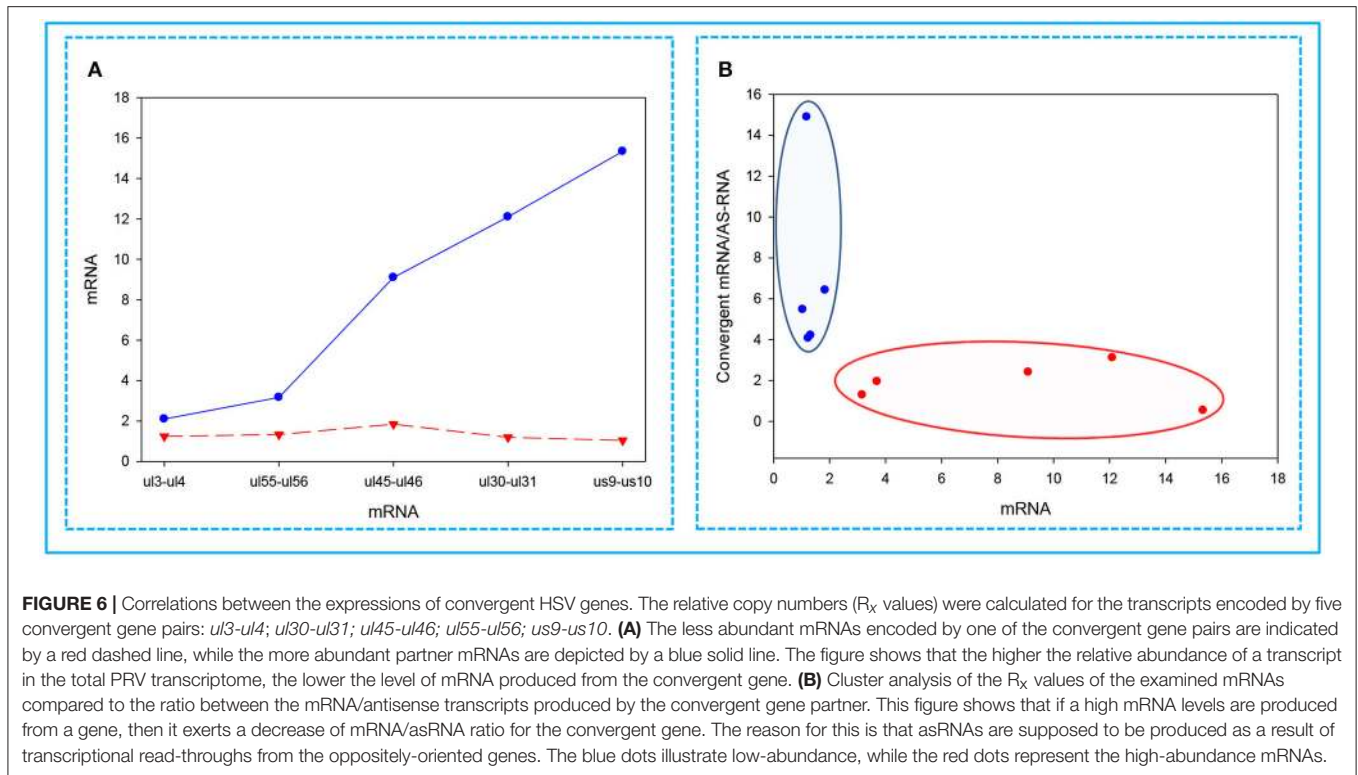 A
18
16
14
12
10
8
6
4
2
0
mRNA
ul3-ul4 ul55-ul56 ul45-ul46 ul30-ul31 us9-us10
mRNA
B
16
14
12
10
8
6
4
2
0
Convergent mRNA/AS-RNA
0 2 4 6 8 10 12 14 16 18
mRNA
FIGURE 6 | Correlations between the expressions of convergent HSV genes. The relative copy numbers (Rx values) were calculated for the transcripts encoded by five
convergent gene pairs: ul3-ul4; ul30-ul31; ul45-ul46; ul55-ul56; us9-us10. (A) The less abundant mRNAs encoded by one of the convergent gene pairs are indicated
by a red dashed line, while the more abundant partner mRNAs are depicted by a blue solid line. The figure shows that the higher the relative abundance of a transcript
in the total PRV transcriptome, the lower the level of mRNA produced from the convergent gene. (B) Cluster analysis of the Rx values of the examined mRNAs
compared to the ratio between the mRNA/antisense transcripts produced by the convergent gene partner. This figure shows that if a high mRNA levels are produced
from a gene, then it exerts a decrease of mRNA/asRNA ratio for the convergent gene. The reason for this is that asRNAs are supposed to be produced as a result of
transcriptional read-throughs from the oppositely-oriented genes. The blue dots illustrate low-abundance, while the red dots represent the high-abundance mRNAs.